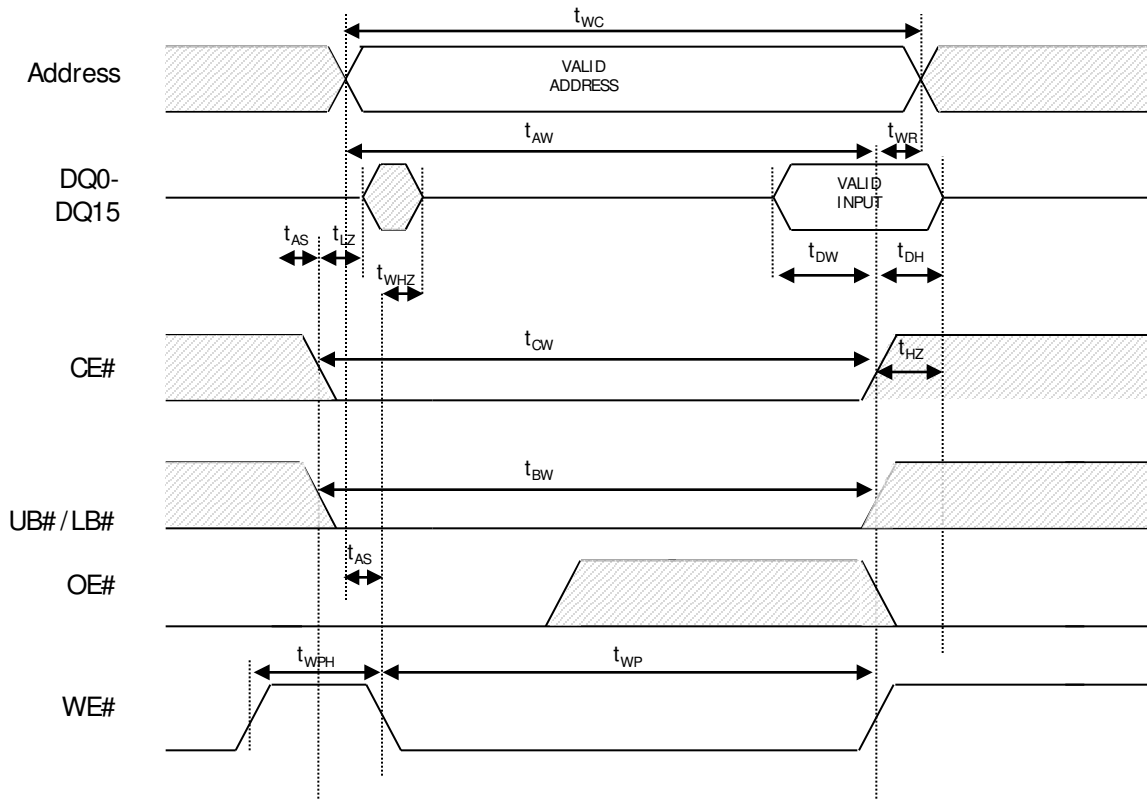 tWC
Address
VALID
ADDRESS
tAW
tWR
DQ0-
DQ15
VALID
INPUT
tAS
tLZ
tWHZ
tDW
tDH
CE#
tCW
tHZ
UB# / LB#
tBW
tAS
OE#
tWPH
tWP
WE#